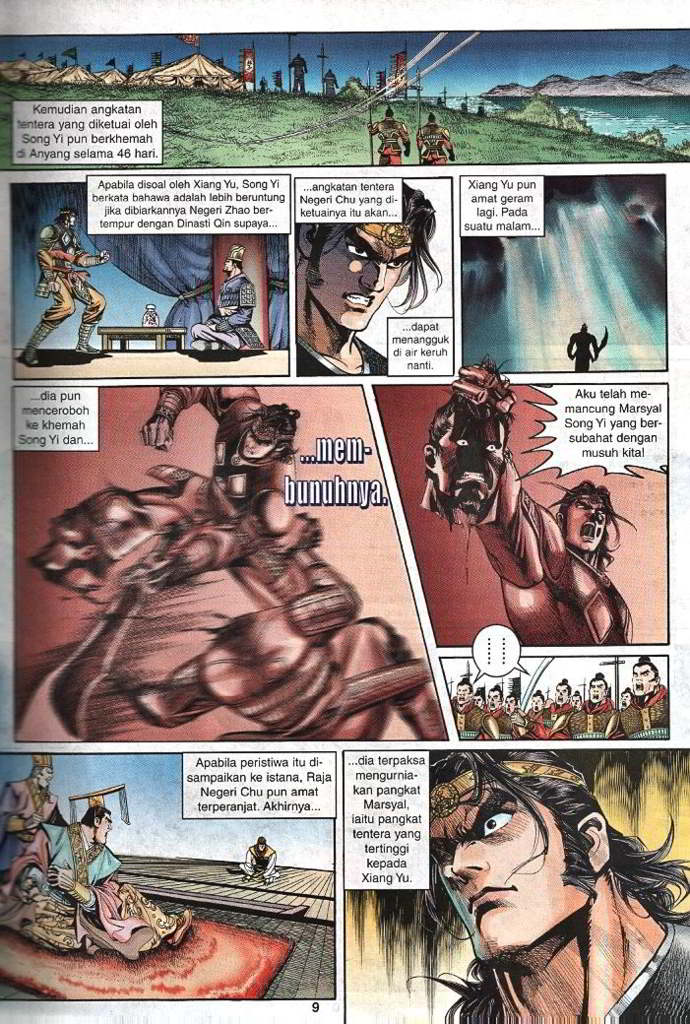 Kemudian angkatan
tentera yang diketuai oleh
Song Yi pun berkhemah
di Anyang selama 46 hari.
Apabila disoal oleh Xiang Yu, Song Yi
berkata bahawa adalah lebih beruntung
jika dibiarkannya Negeri Zhao ber-
tempur dengan Dinasti Qin supaya...
...angkatan tentera
Negeri Chu yang di-
ketuainya itu akan...
...dapat
menangguk
di air keruh
nanti.
Xiang Yu pun
amat geram
lagi. Pada
suatu malam...
...dia pun
menceroboh
ke khemah
Song Yi dan...
...mem-
bunuhnya.
Aku telah me-
mancung Marsyal
Song Yi yang ber-
subahat dengan
musuh kita!
Apabila peristiwa itu di-
sampaikan ke istana, Raja
Negeri Chu pun amat
terperanjat. Akhirnya...
...dia terpaksa
mengurnia-
kan pangkat
Marsyal,
iaitu pangkat
tentera yang
tertinggi
kepada
Xiang Yu.
9